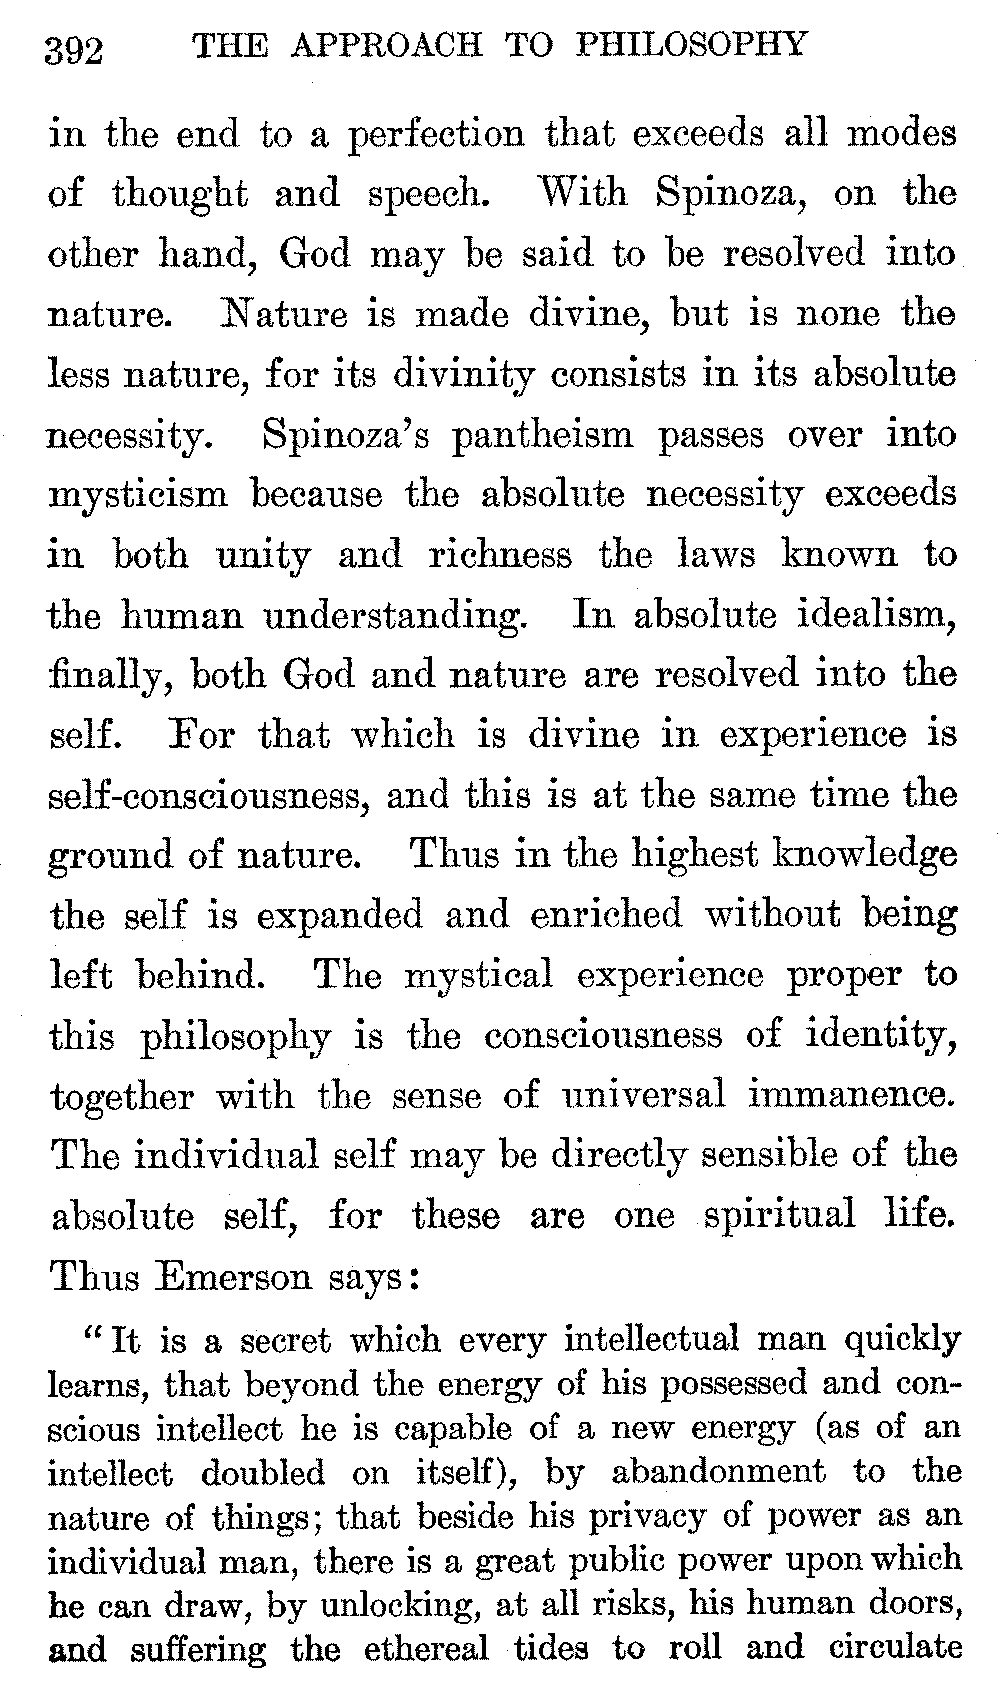 392 THE APPROACH TO PHILOSOPHY
in the end to a perfection that exceeds all modes
of thought and speech. With Spinoza, on the
other hand, God may be said to be resolved into
nature. Nature is made divine, but is none the
less nature, for its divinity consists in its absolute
necessity. Spinoza's pantheism passes over into
mysticism because the absolute necessity exceeds
in both unity and richness the laws known to
the human understanding. In absolute idealism,
finally, both God and nature are resolved into the
self. For that which is divine in experience is
self-consciousness, and this is at the same time the
ground of nature. Thus in the highest knowledge
the self is expanded and enriched without being
left behind. The mystical experience proper to
this philosophy is the consciousness of identity,
together with the sense of universal immanence.
The individual self may be directly sensible of the
absolute self, for these are one spiritual life.
Thus Emerson says:
“It is a secret which every intellectual man quickly
learns, that beyond the energy of his possessed and con-
scious intellect he is capable of a new energy (as of an
intellect doubled on itself), by abandonment to the
nature of things; that beside his privacy of power as an
individual man, there is a great public power upon which
he can draw, by unlocking, at all risks, his human doors,
and suffering the ethereal tides to roll and circulate